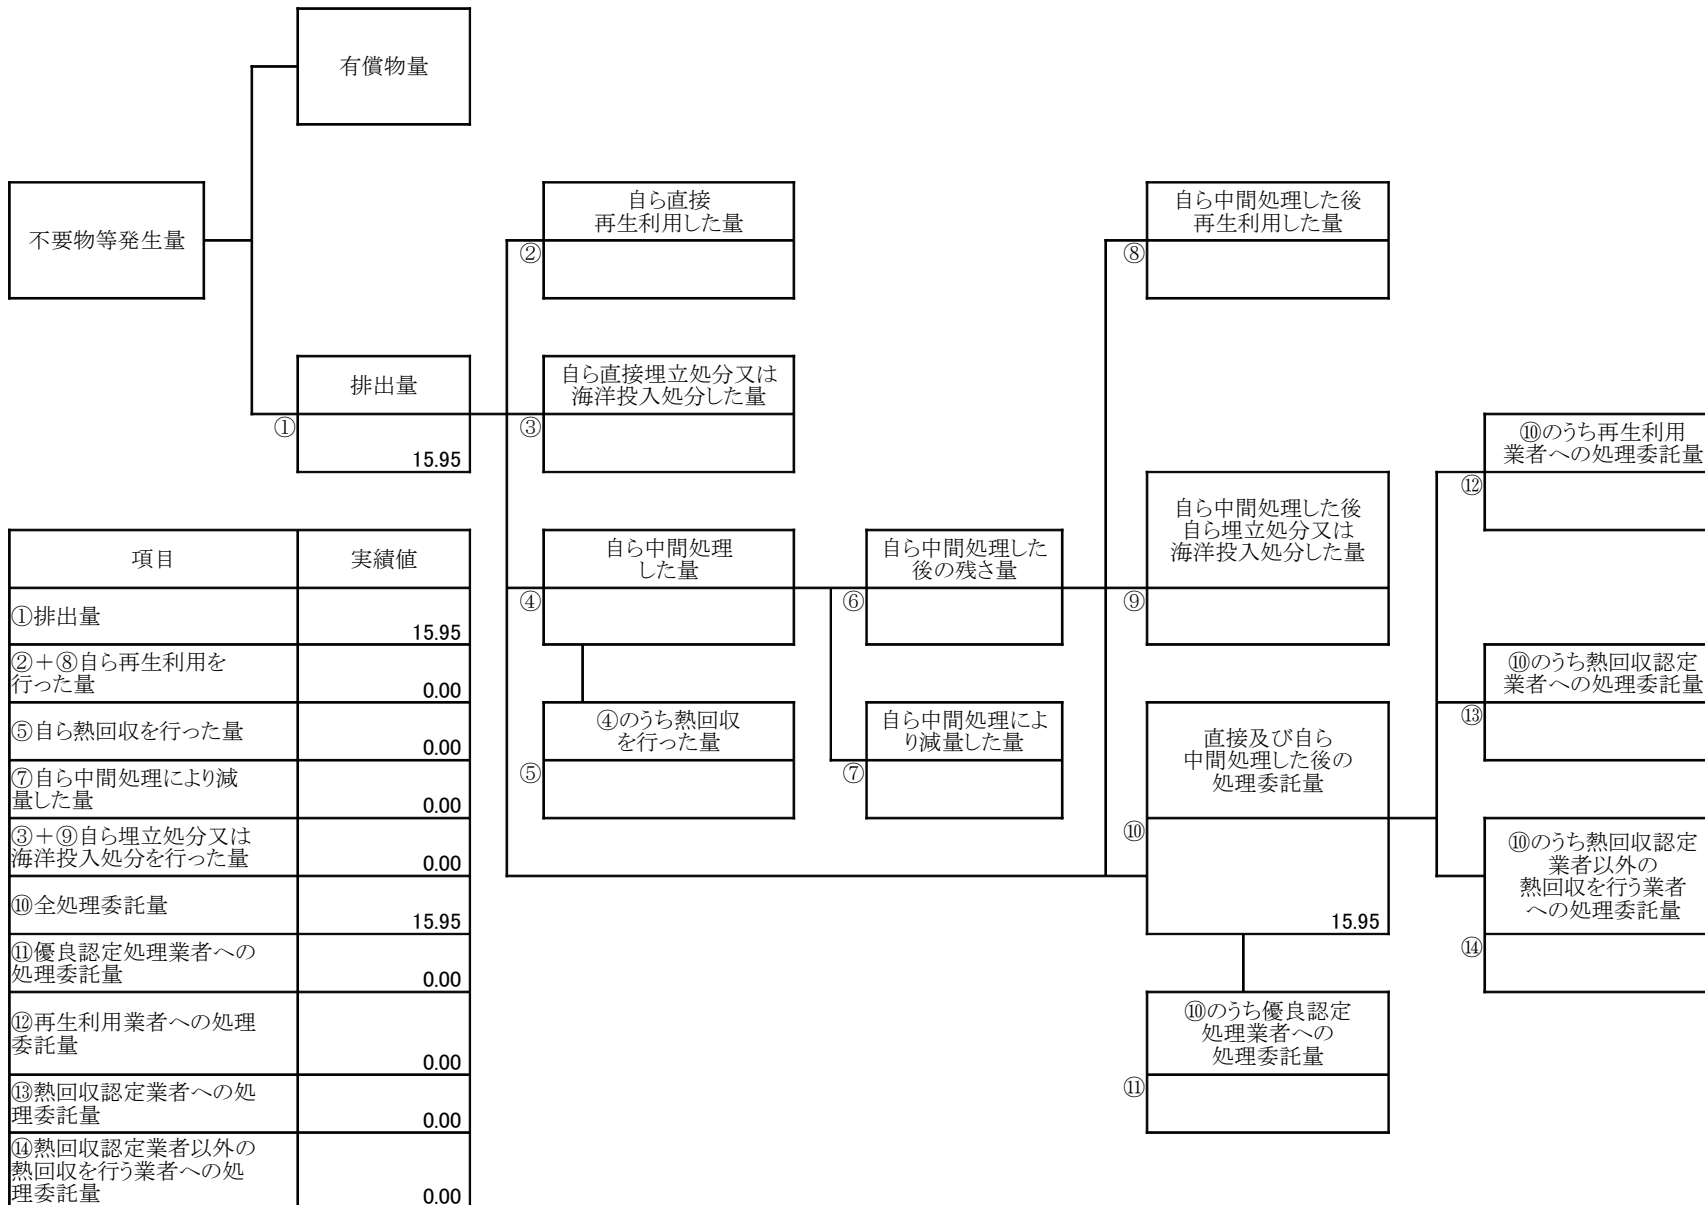 有償物量
不要物等発生量
自ら直接
再生利用した量
②
自ら中間処理した後
再生利用した量
⑧
排出量
①
15.95
自ら直接埋立処分又は
海洋投入処分した量
③
⑩のうち再生利用
業者への処理委託量
⑫
自ら中間処理
した量
④
自ら中間処理した
後の残さ量
⑥
自ら中間処理した後
自ら埋立処分又は
海洋投入処分した量
⑨
⑩のうち熱回収認定
業者への処理委託量
⑬
④のうち熱回収
を行った量
⑤
自ら中間処理によ
り減量した量
⑦
直接及び自ら
中間処理した後の
処理委託量
⑩
15.95
⑩のうち熱回収認定
業者以外の
熱回収を行う業者
への処理委託量
⑭
⑩のうち優良認定
処理業者への
処理委託量
⑪
項目 実績値
①排出量
15.95
②+⑧自ら再生利用を
行った量
0.00
⑤自ら熱回収を行った量
0.00
⑦自ら中間処理により減
量した量
0.00
③+⑨自ら埋立処分又は
海洋投入処分を行った量
0.00
⑩全処理委託量
15.95
⑪優良認定処理業者への
処理委託量
0.00
⑫再生利用業者への処理
委託量
0.00
⑬熱回収認定業者への処
理委託量
0.00
⑭熱回収認定業者以外の
熱回収を行う業者への処
理委託量
0.00